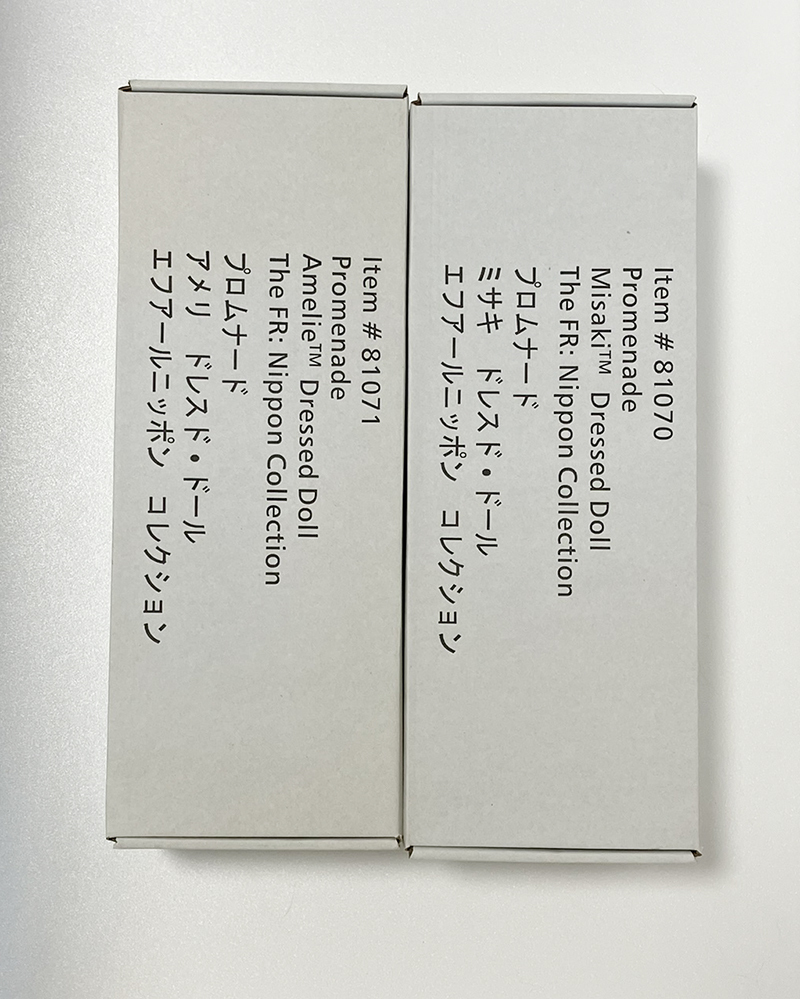 Item # 81071
Promenade
Amelie™ Dressed Doll
The FR: Nippon Collection
プロムナード
アメリ　ドレスド・ドール
エフアールニッポン　コレクション
Item # 81070
Promenade
Misaki™ Dressed Doll
The FR: Nippon Collection
プロムナード
ミサキ　ドレスド・ドール
エフアールニッポン　コレクション